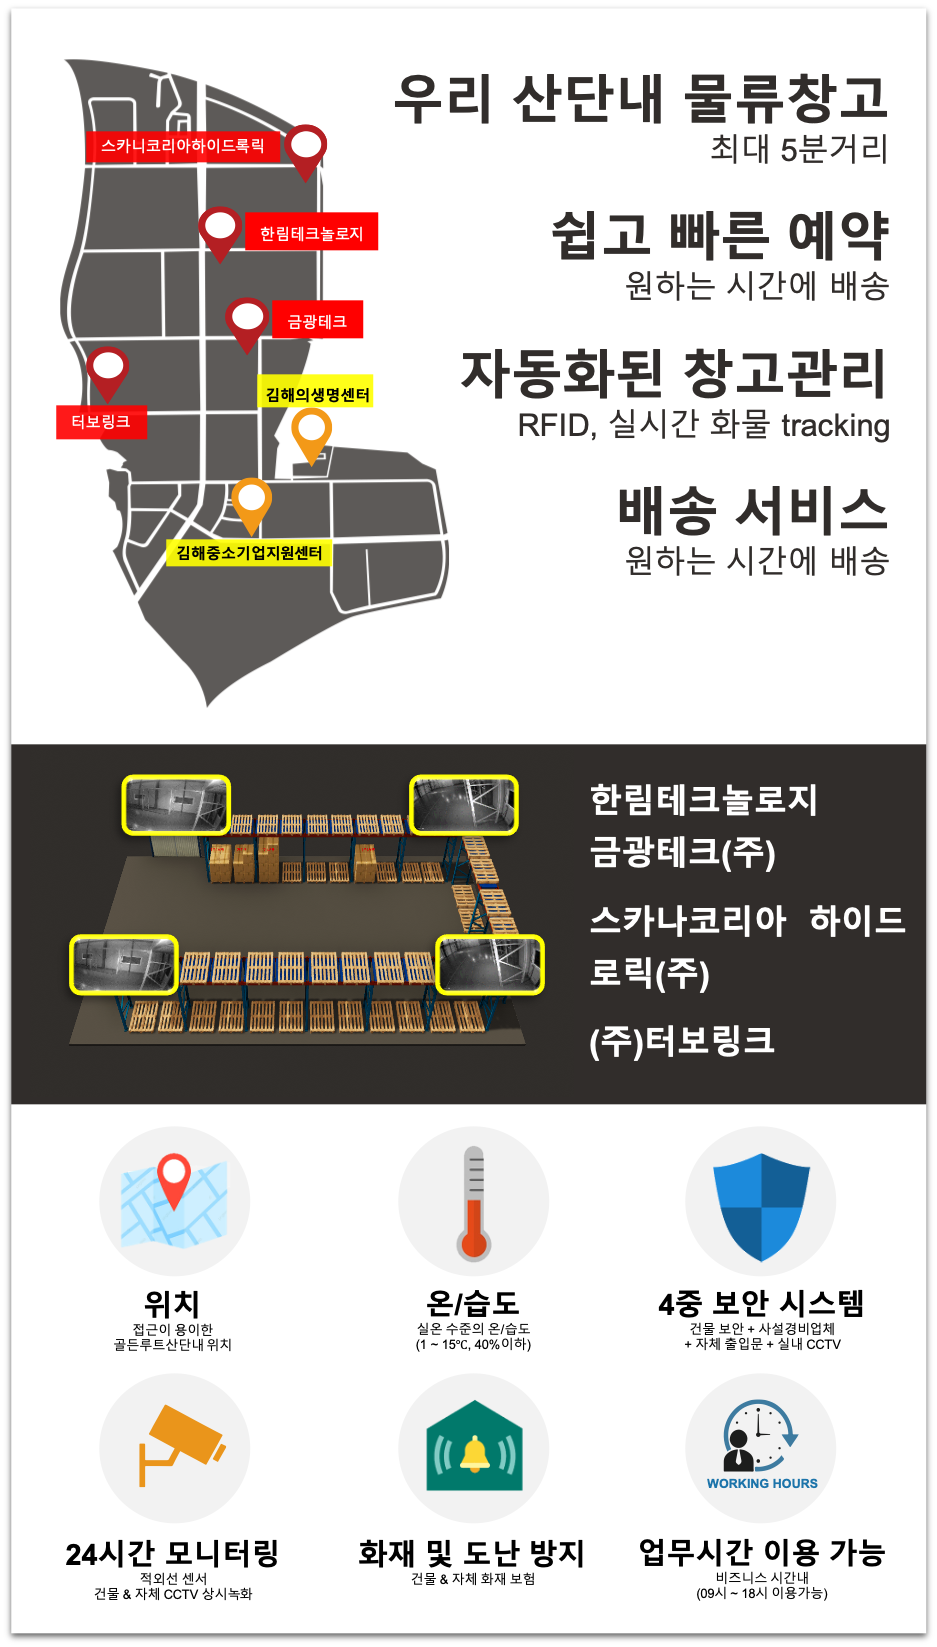 우리 산단내 물류창고
최대 5분거리
쉽고 빠른 예약
원하는 시간에 배송
자동화된 창고관리
RFID, 실시간 화물 tracking
배송 서비스
원하는 시간에 배송
스카니코리아하이드록릭
한림테크놀로지
금광테크
김해의생명센터
터보링크
김해중소기업지원센터
한림테크놀로지
금광테크(주)
스카나코리아 하이드
로릭(주)
(주)터보링크
위치
접근이 용이한
골든루트산단내 위치
온/습도
실온 수준의 온/습도
(1 ~ 15℃, 40%이하)
4중 보안 시스템
건물 보안 + 사설경비업체
+ 자체 출입문 + 실내 CCTV
24시간 모니터링
적외선 센서
건물 & 자체 CCTV 상시녹화
화재 및 도난 방지
건물 & 자체 화재 보험
WORKING HOURS
업무시간 이용 가능
비즈니스 시간내
(09시 ~ 18시 이용가능)